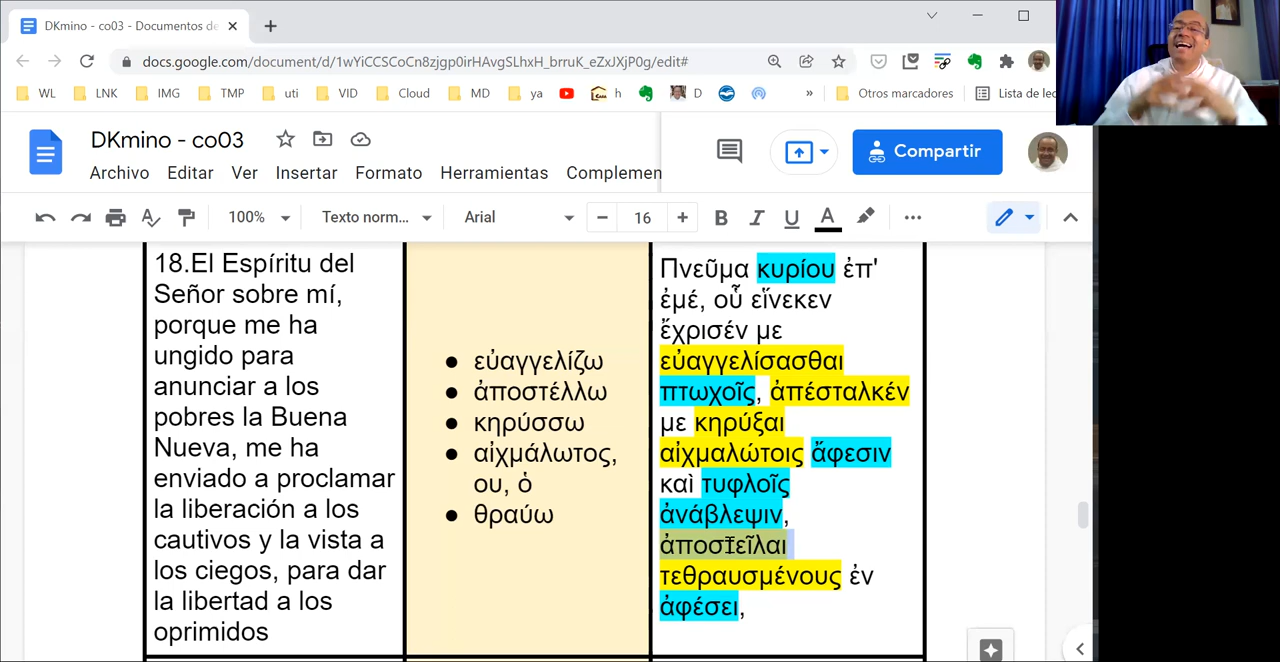 DKmino - co03 - Documentos de
docs.google.com/document/d/1wYiCCSCoCn8zjgp0irHAvgSLhxH_brruK_eZxJXjP0g/edit#
WL LNK IMG TMP uti VID Cloud MD ya h D » Otros marcadores Lista de lec
DKmino - co03
Archivo Editar Ver Insertar Formato Herramientas Complemen
Compartir
100% Texto norm... Arial 16 B I U A
18.El Espíritu del
Señor sobre mí,
porque me ha
ungido para
anunciar a los
pobres la Buena
Nueva, me ha
enviado a proclamar
la liberación a los
cautivos y la vista a
los ciegos, para dar
la libertad a los
oprimidos
● εὐαγγελίζω
● ἀποστέλλω
● κηρύσσω
● αἰχμάλωτος,
ου, ὁ
● θραύω
Πνεῦμα κυρίου ἐπ'
ἐμέ, οὗ εἵνεκεν
ἔχρισέν με
εὐαγγελίσασθαι
πτωχοῖς, ἀπέσταλκέν
με κηρύξαι
αἰχμαλώτοις ἄφεσιν
καὶ τυφλοῖς
ἀνάβλεψιν,
ἀποστεῖλαι
τεθραυσμένους ἐν
ἀφέσει,